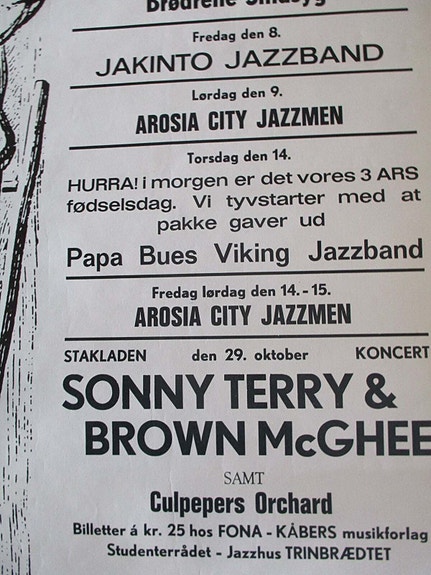 Brødrene Smasyg
Fredag den 8.
JAKINTO JAZZBAND
Lørdag den 9.
AROSIA CITY JAZZMEN
Torsdag den 14.
HURRA! i morgen er det vores 3 ARS
fødselsdag. Vi tyvstarter med at
pakke gaver ud
Papa Bues Viking Jazzband
Fredag lørdag den 14.-15.
AROSIA CITY JAZZMEN
STAKLADEN den 29. oktober KONCERT
SONNY TERRY &
BROWN McGHEE
SAMT
Culpepers Orchard
Billetter á kr. 25 hos FONA - KÅBERS musikforlag
Studenterrådet - Jazzhus TRINBRÆDTET